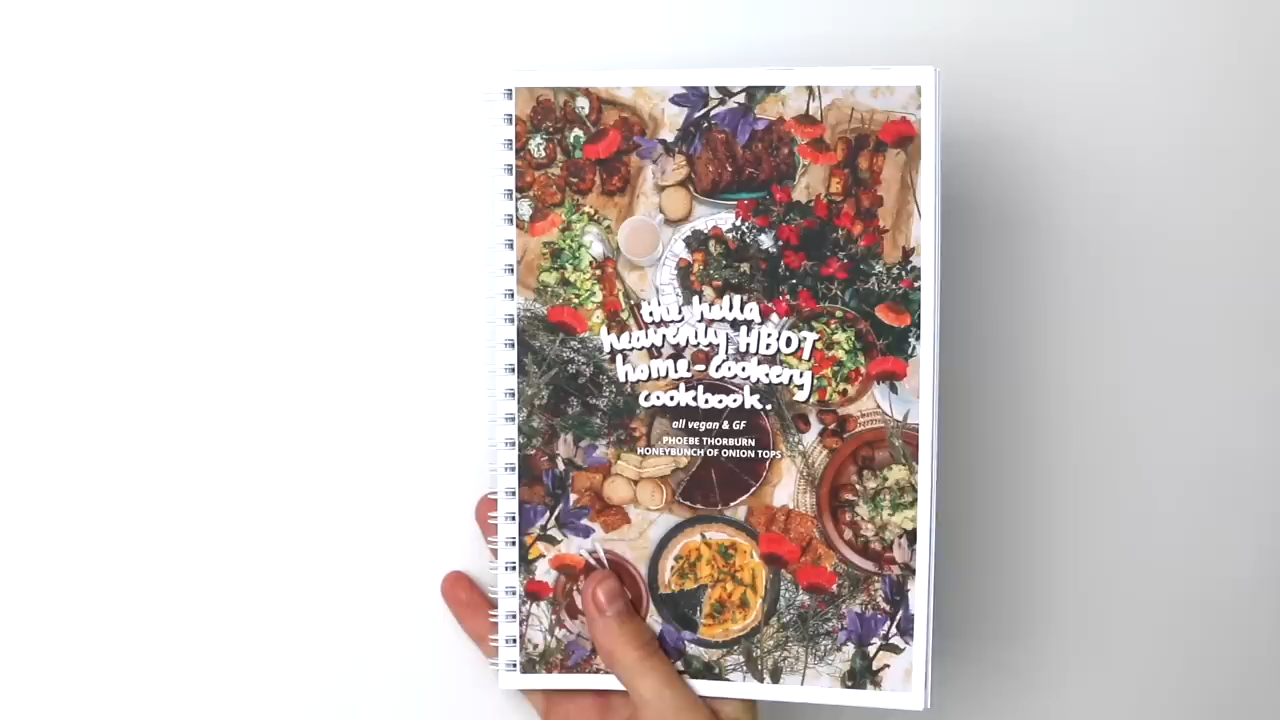 the hella
heavenly HBOT
home-cookery
cookbook.
all vegan & GF
PHOEBE THORBURN
HONEYBUNCH OF ONION TOPS